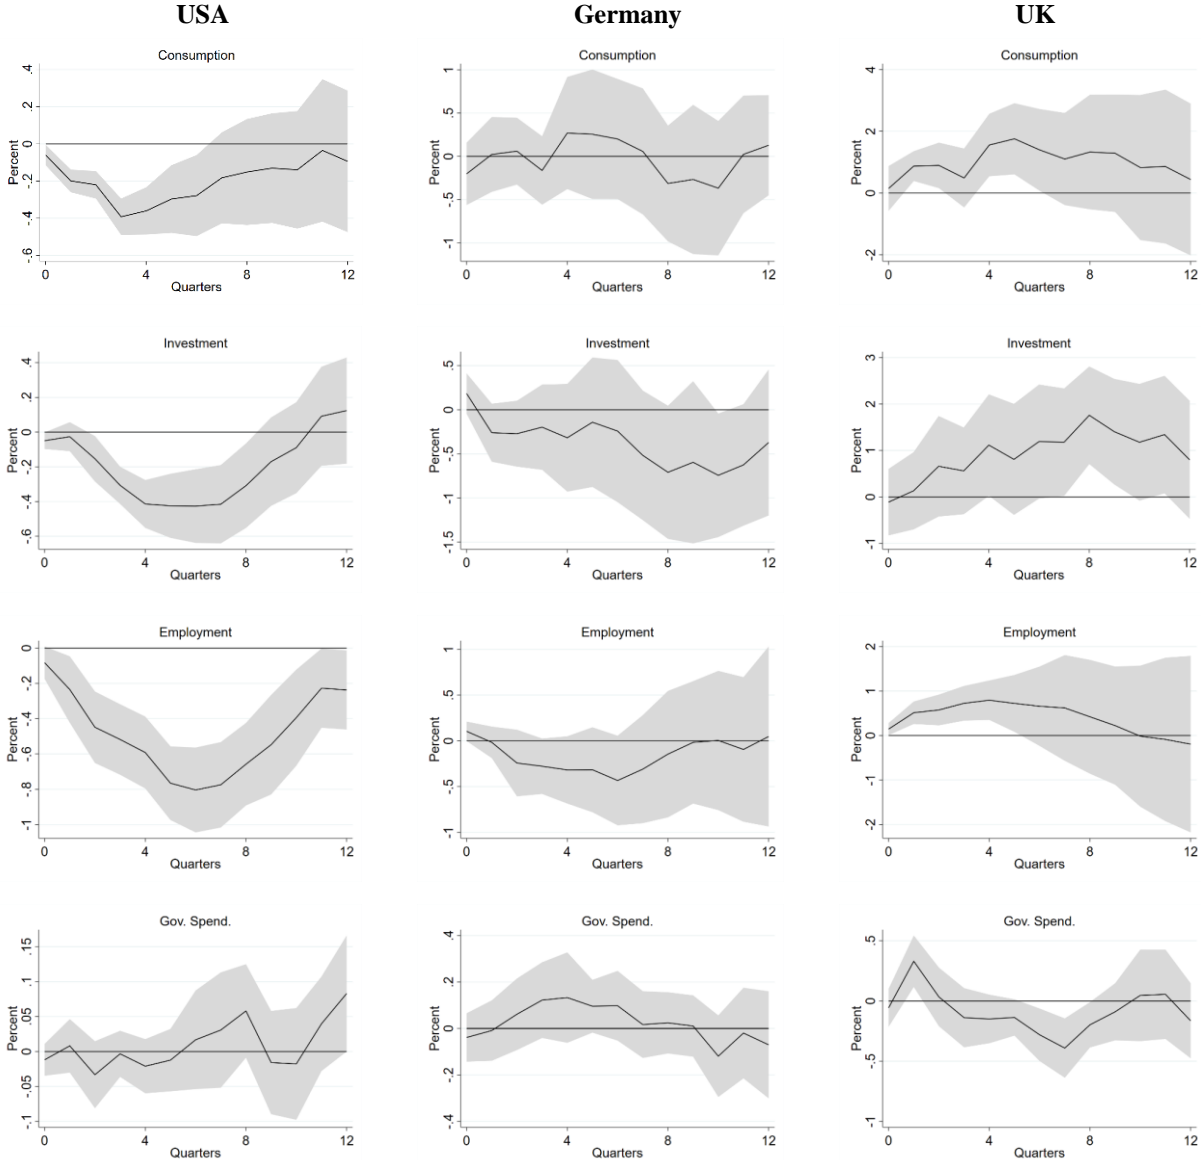 USA Germany UK
Consumption Consumption Consumption
Percent
.4
.2
0
-.2
-.4
-.6
0 4 8 12
Quarters
Percent
1
.5
0
-.5
-1
0 4 8 12
Quarters
Percent
4
2
0
-2
0 4 8 12
Quarters
Investment Investment Investment
Percent
.4
.2
0
-.2
-.4
-.6
0 4 8 12
Quarters
Percent
.5
0
-.5
-1
-1.5
0 4 8 12
Quarters
Percent
3
2
1
0
-1
0 4 8 12
Quarters
Employment Employment Employment
Percent
0
-.2
-.4
-.6
-.8
-1
0 4 8 12
Quarters
Percent
1
.5
0
-.5
-1
0 4 8 12
Quarters
Percent
2
1
0
-1
-2
0 4 8 12
Quarters
Gov. Spend. Gov. Spend. Gov. Spend.
Percent
.15
.1
.05
0
-.05
-.1
0 4 8 12
Quarters
Percent
.4
.2
0
-.2
-.4
0 4 8 12
Quarters
Percent
.5
0
-.5
-1
0 4 8 12
Quarters